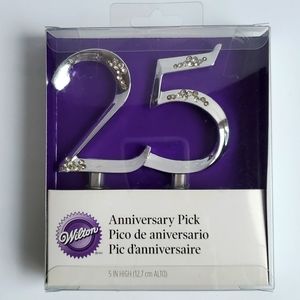 25
Wilton
Anniversary Pick
Pico de aniversario
Pic d'anniversaire
5 IN HIGH (12,7 cm ALTO)